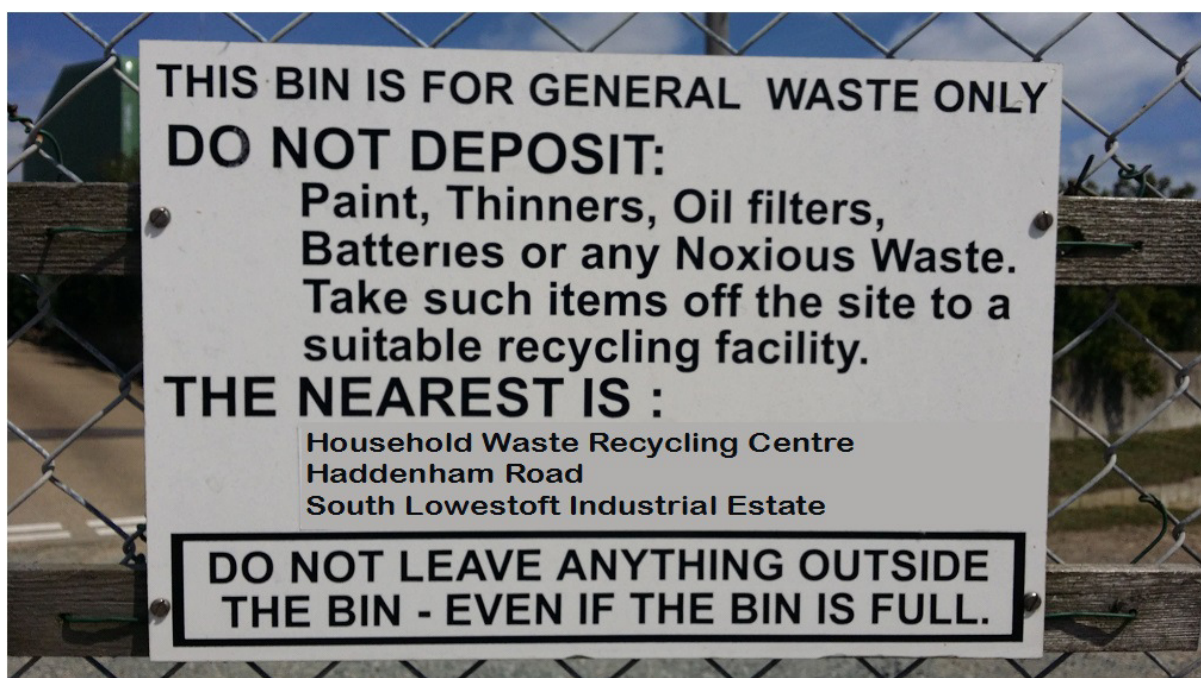 THIS BIN IS FOR GENERAL WASTE ONLY
DO NOT DEPOSIT:
Paint, Thinners, Oil filters,
Batteries or any Noxious Waste.
Take such items off the site to a
suitable recycling facility.
THE NEAREST IS :
Household Waste Recycling Centre
Haddenham Road
South Lowestoft Industrial Estate
DO NOT LEAVE ANYTHING OUTSIDE
THE BIN - EVEN IF THE BIN IS FULL.